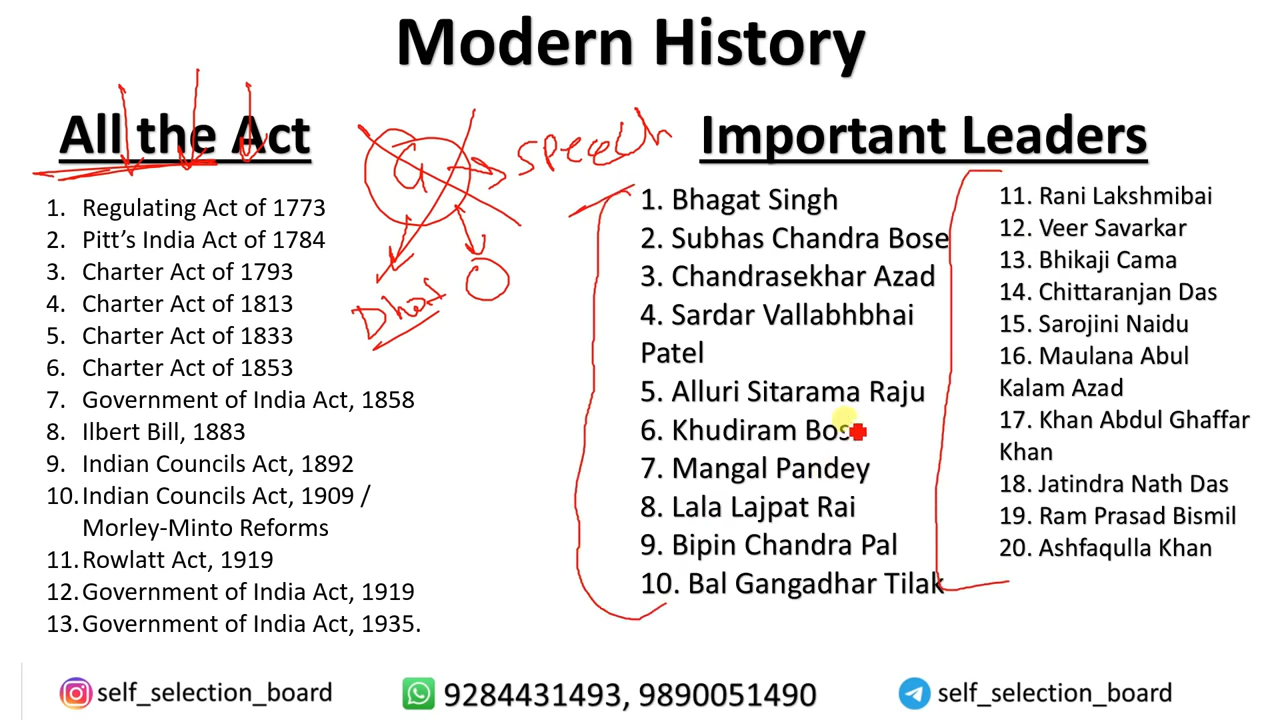 Modern History
All the Act
1. Regulating Act of 1773
2. Pitt’s India Act of 1784
3. Charter Act of 1793
4. Charter Act of 1813
5. Charter Act of 1833
6. Charter Act of 1853
7. Government of India Act, 1858
8. Ilbert Bill, 1883
9. Indian Councils Act, 1892
10. Indian Councils Act, 1909 /
Morley-Minto Reforms
11. Rowlatt Act, 1919
12. Government of India Act, 1919
13. Government of India Act, 1935.
G
speech
Important Leaders
1. Bhagat Singh
2. Subhas Chandra Bose
3. Chandrasekhar Azad
4. Sardar Vallabhbhai
Patel
5. Alluri Sitarama Raju
6. Khudiram Bos
7. Mangal Pandey
8. Lala Lajpat Rai
9. Bipin Chandra Pal
10. Bal Gangadhar Tilak
11. Rani Lakshmibai
12. Veer Savarkar
13. Bhikaji Cama
14. Chittaranjan Das
15. Sarojini Naidu
16. Maulana Abul
Kalam Azad
17. Khan Abdul Ghaffar
Khan
18. Jatindra Nath Das
19. Ram Prasad Bismil
20. Ashfaqulla Khan
self_selection_board
9284431493, 9890051490
self_selection_board